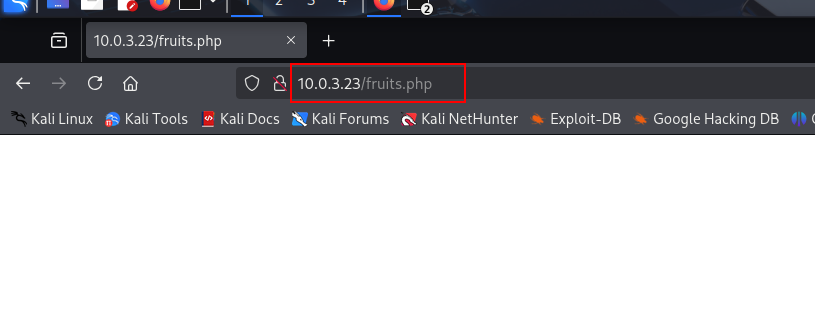 1 2 3 4 2
10.0.3.23/fruits.php
10.0.3.23/fruits.php
Kali Linux Kali Tools Kali Docs Kali Forums Kali NetHunter Exploit-DB Google Hacking DB